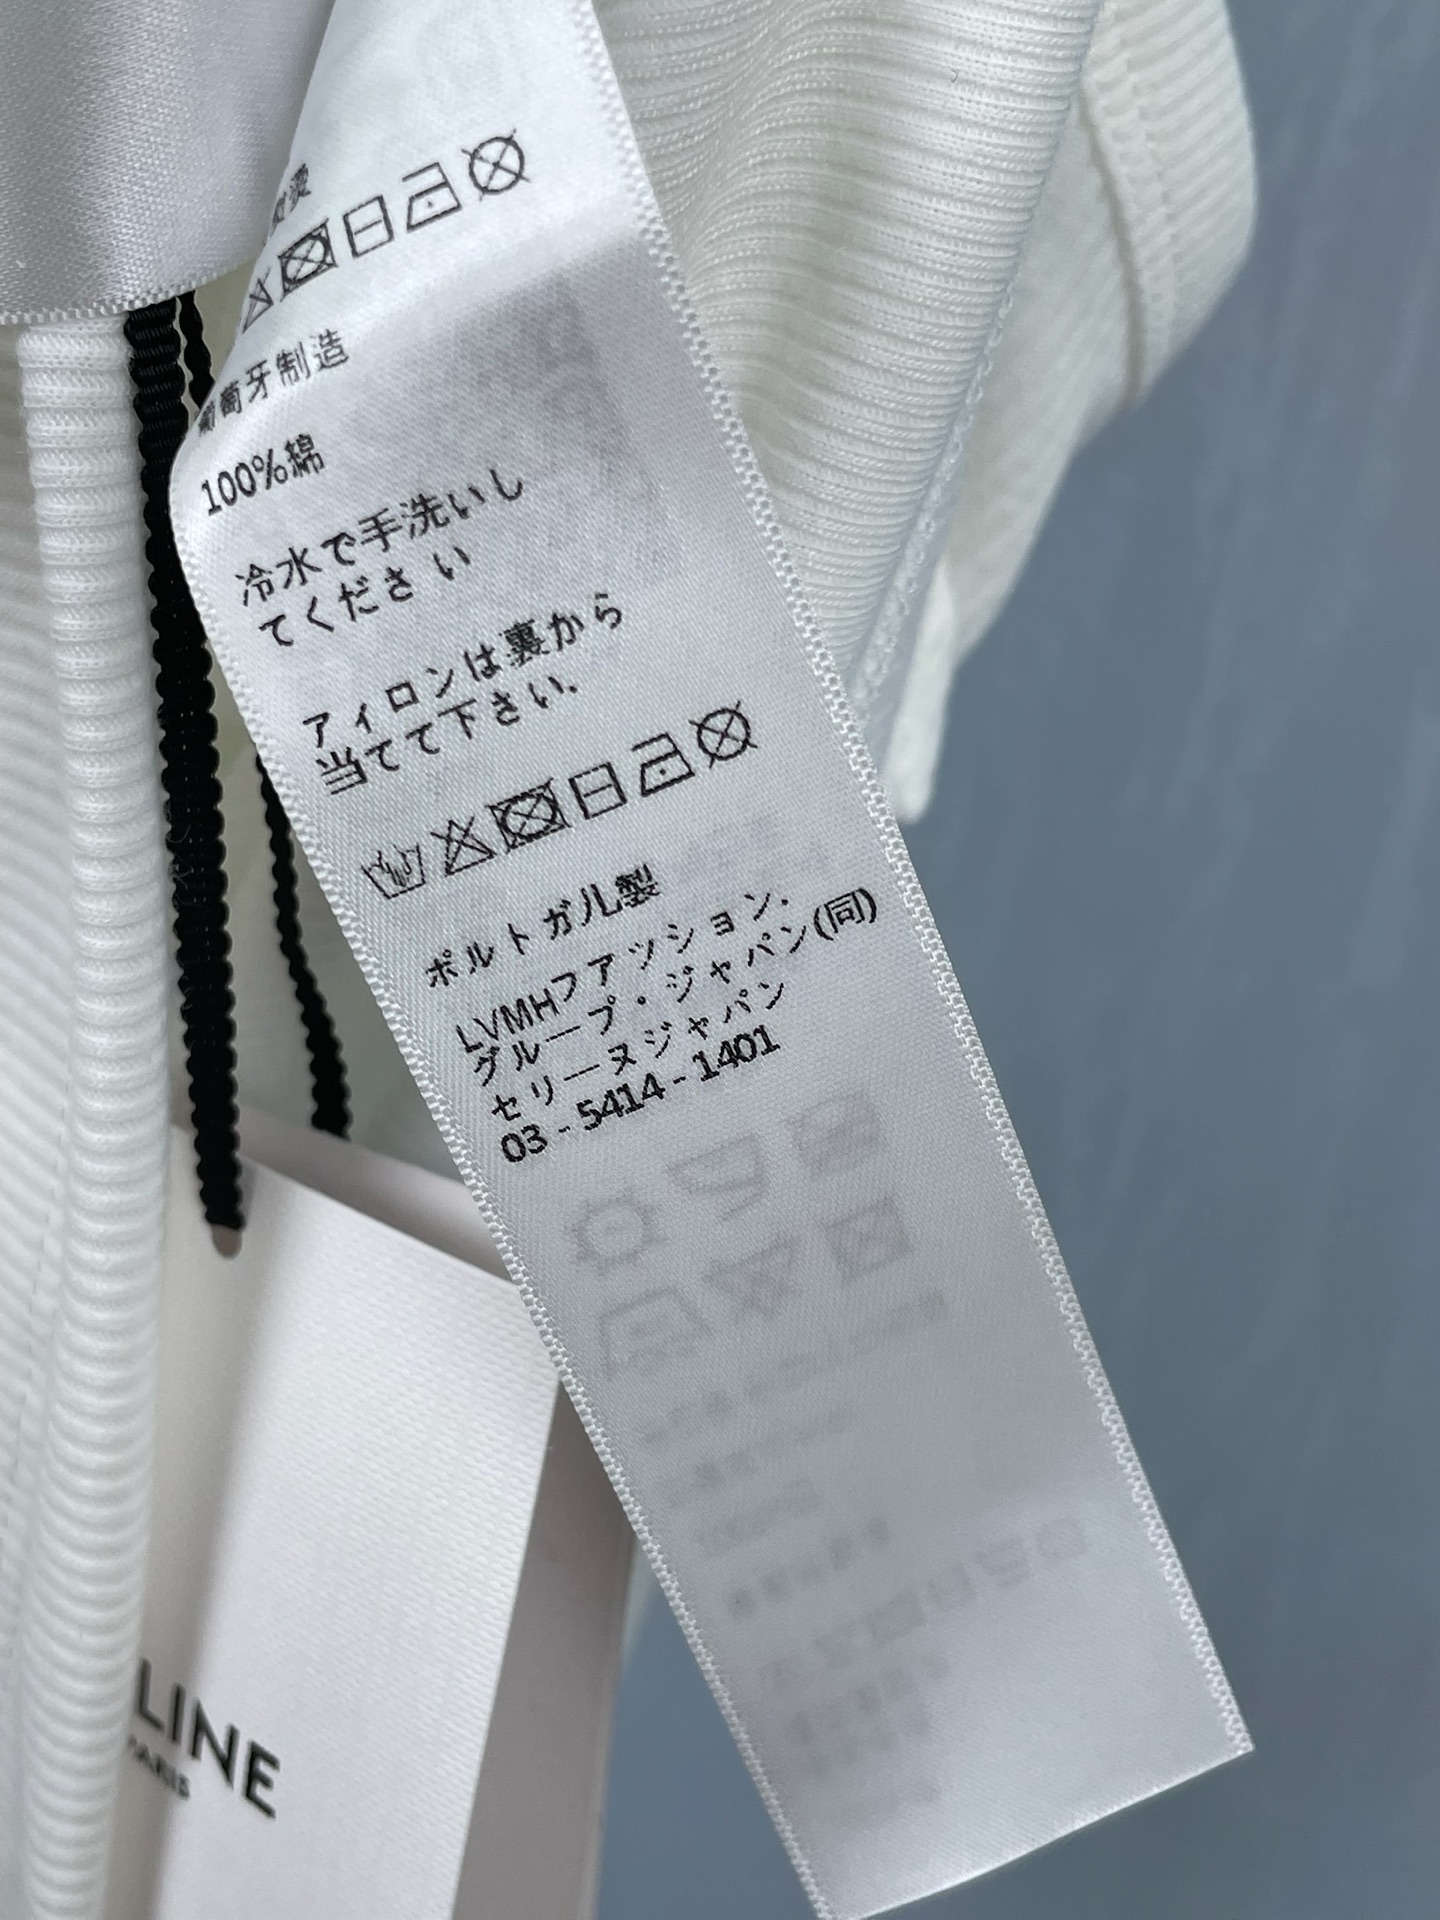 葡萄牙制造
100%綿
冷水で手洗いし
てください
アィロンは裏から
当てて下さい.
ポルトガル製
LVMHファッション.
グループ・ジャパン(同)
セリーヌジャパン
03-5414-1401
LINE
PARIS